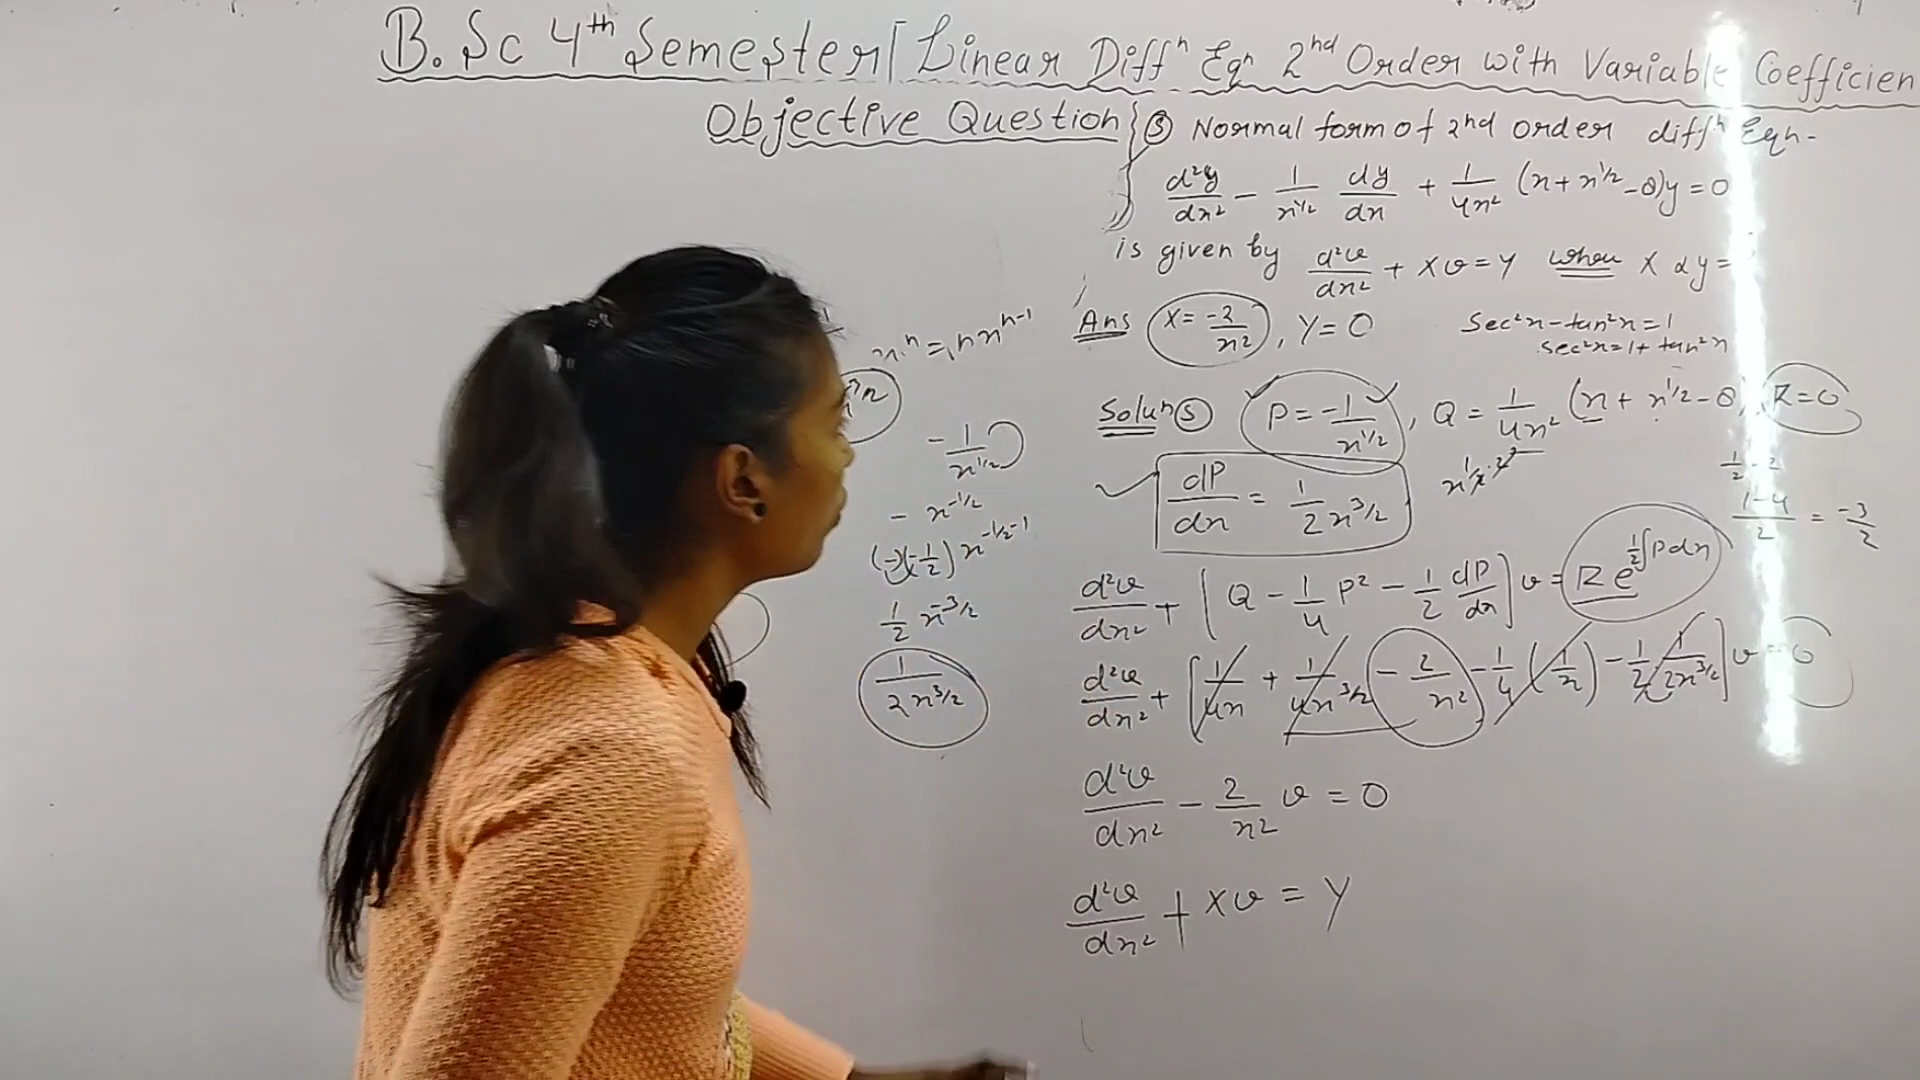 B.Sc 4th Semester/ Linear Diffⁿ Eqⁿ 2nd Order with Variable Coefficien
Objective Question
⑤ Normal form of 2nd order diffⁿ Eqn-
d²y/dx² - 1/x^1/2 dy/dx + 1/4x² (x + x^1/2 - 8)y = 0
is given by d²v/dx² + Xv = Y when X & Y =
Ans X = -2/x² , Y = 0
sec²x - tan²x = 1
sec²x = 1 + tan²x
Soluⁿ ⑤ P = -1/x^1/2 , Q = 1/4x² (x + x^1/2 - 8), R = 0
dP/dx = 1/2x^3/2
1/2 - 2
1-4/2 = -3/2
d²v/dx² + [Q - 1/4 P² - 1/2 dP/dx] v = R e^½∫Pdx
d²v/dx² + [1/4x + 1/4x^3/2 - 2/x² - 1/4 (1/x) - 1/2 1/2x^3/2] v = 0
d²v/dx² - 2/x² v = 0
d²v/dx² + Xv = Y
x^n = n x^n-1
- 1/x^1/2
- x^-1/2
(-)(-1/2) x^-1/2-1
1/2 x^-3/2
1/2x^3/2